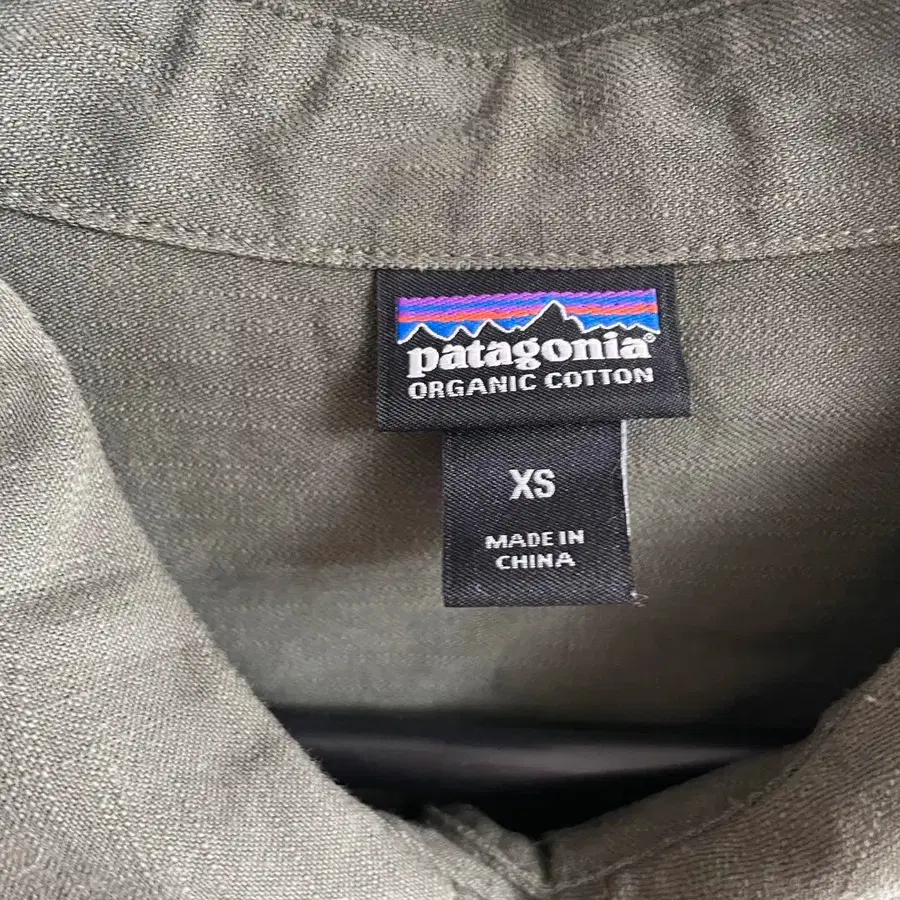 patagonia®
ORGANIC COTTON
XS
MADE IN
CHINA